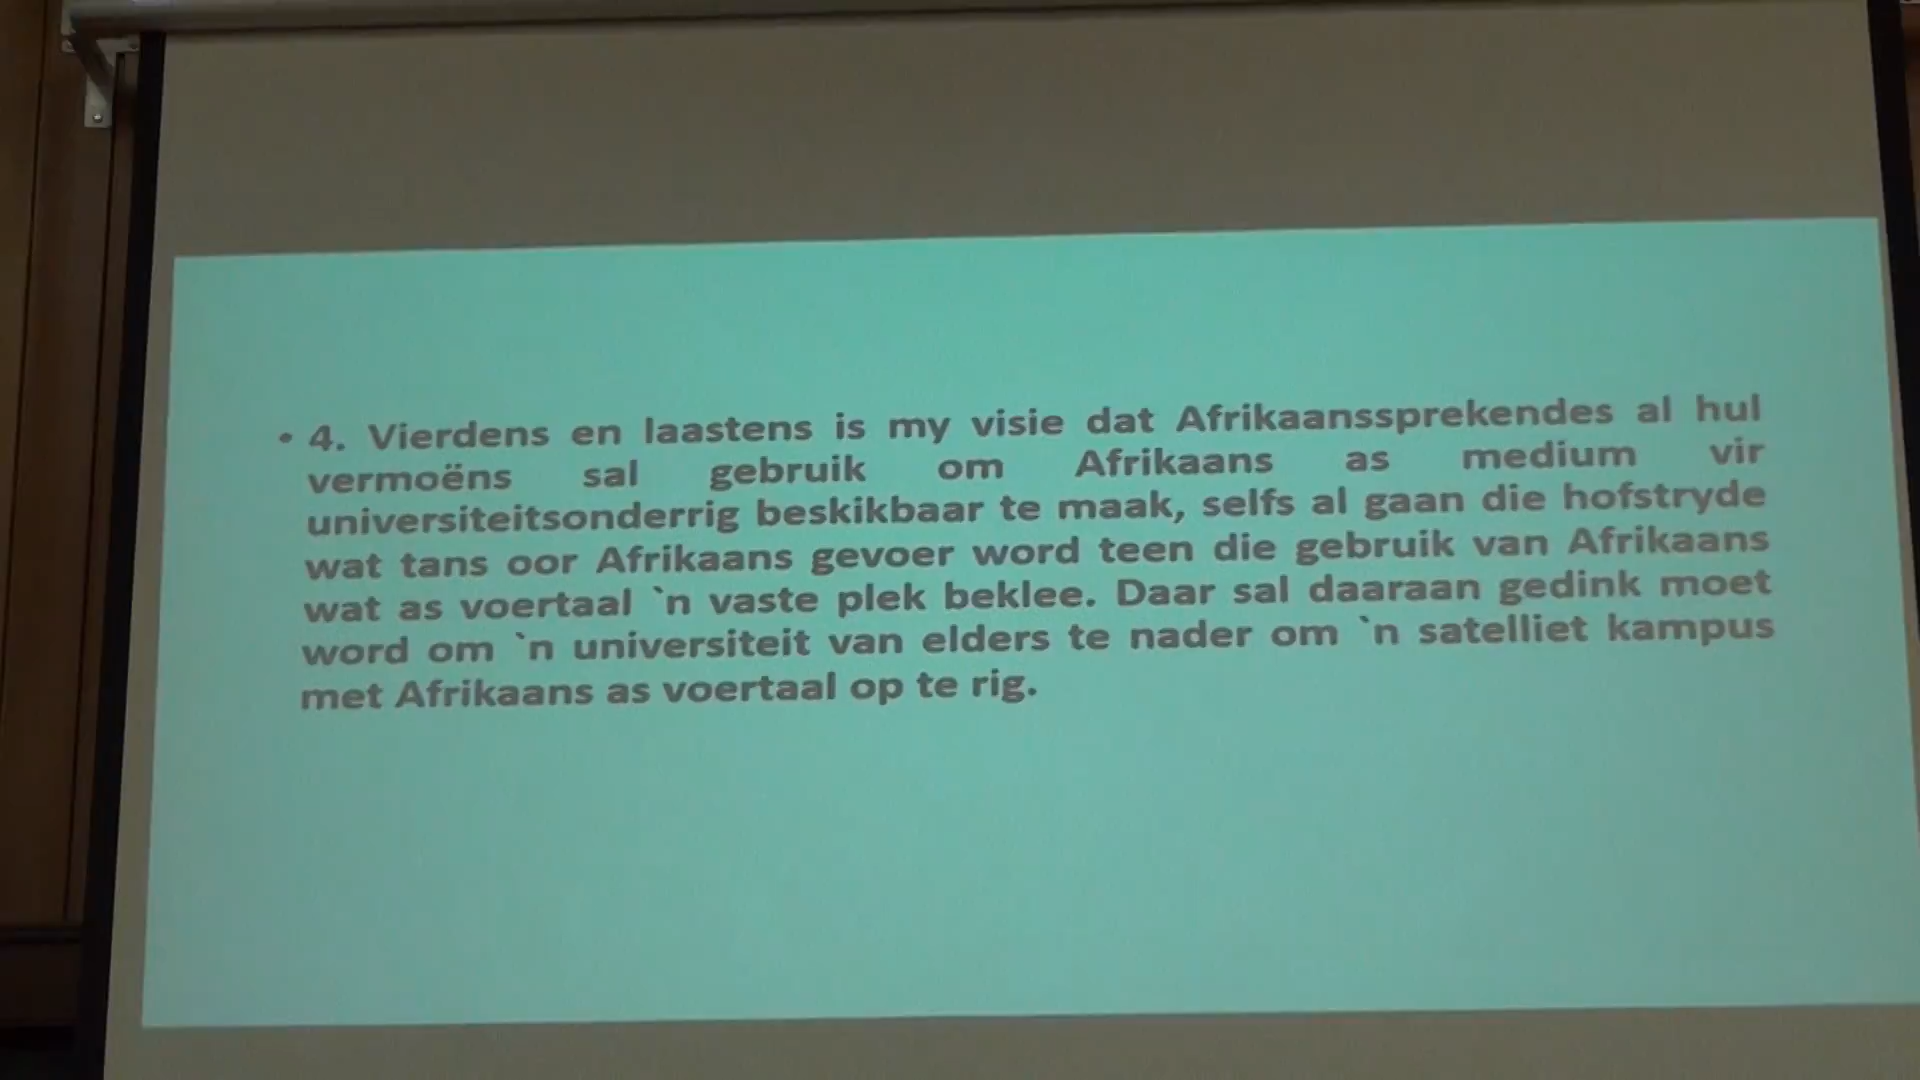 • 4. Vierdens en laastens is my visie dat Afrikaanssprekendes al hul
vermoëns sal gebruik om Afrikaans as medium vir
universiteitsonderrig beskikbaar te maak, selfs al gaan die hofstryde
wat tans oor Afrikaans gevoer word teen die gebruik van Afrikaans
wat as voertaal `n vaste plek beklee. Daar sal daaraan gedink moet
word om `n universiteit van elders te nader om `n satelliet kampus
met Afrikaans as voertaal op te rig.